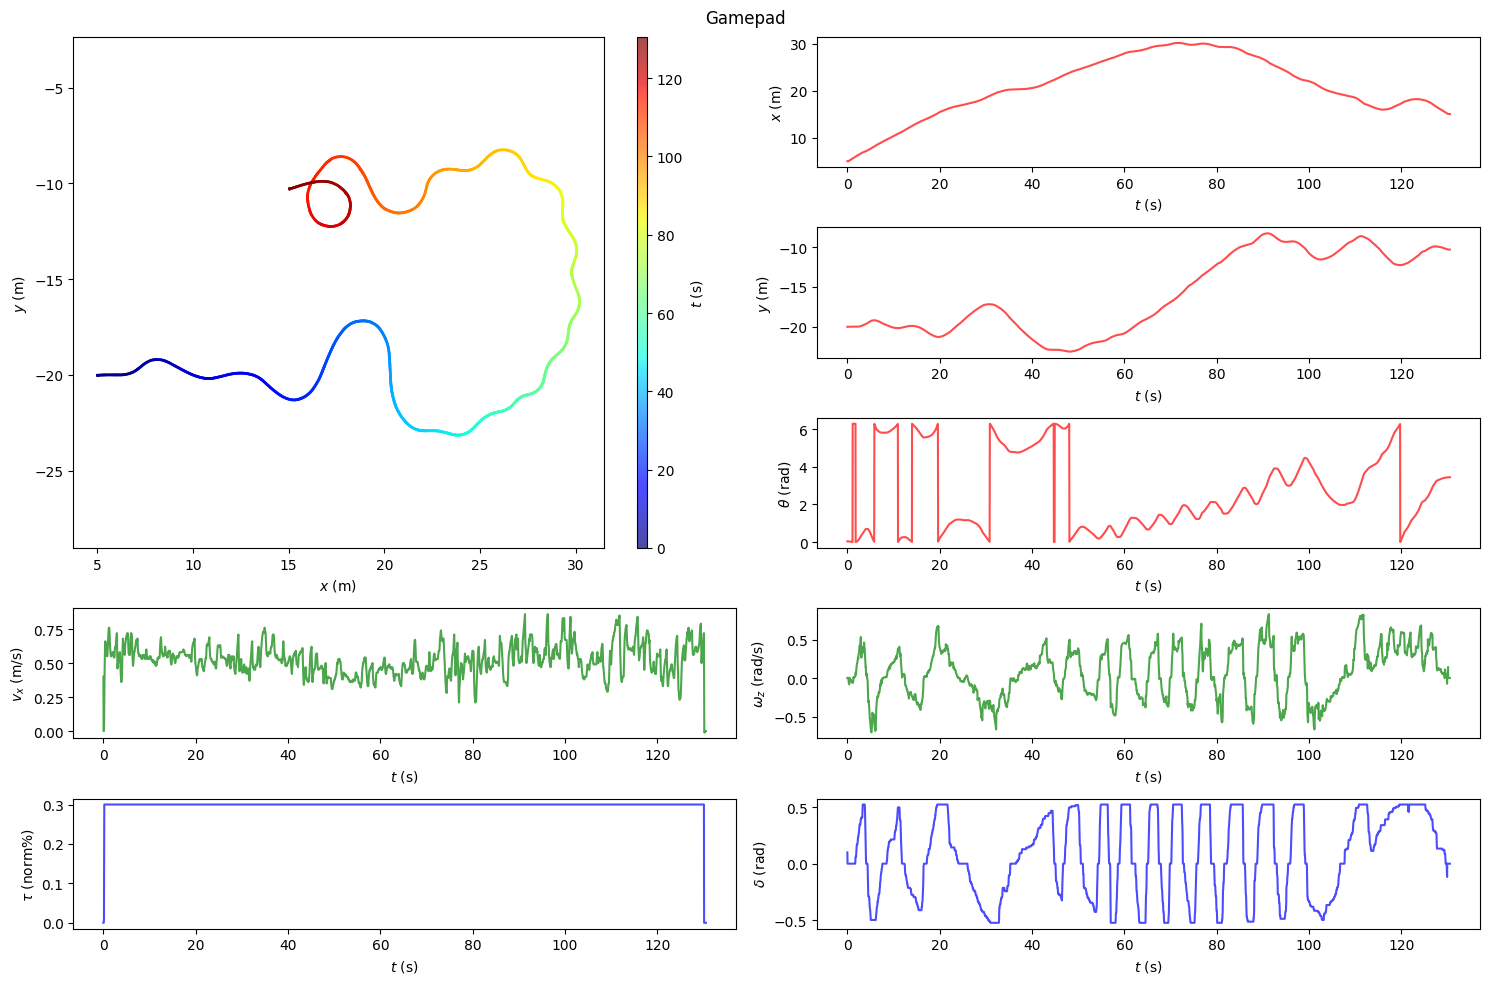 Gamepad
−5
−10
−15
−20
−25
y (m)
5 10 15 20 25 30
x (m)
120
100
80
60
40
20
0
t (s)
30
20
10
x (m)
0 20 40 60 80 100 120
t (s)
−10
−15
−20
y (m)
0 20 40 60 80 100 120
t (s)
6
4
2
0
θ (rad)
0 20 40 60 80 100 120
t (s)
0.75
0.50
0.25
0.00
vₓ (m/s)
0 20 40 60 80 100 120
t (s)
0.5
0.0
−0.5
ω_z (rad/s)
0 20 40 60 80 100 120
t (s)
0.3
0.2
0.1
0.0
τ (norm%)
0 20 40 60 80 100 120
t (s)
0.5
0.0
−0.5
δ (rad)
0 20 40 60 80 100 120
t (s)